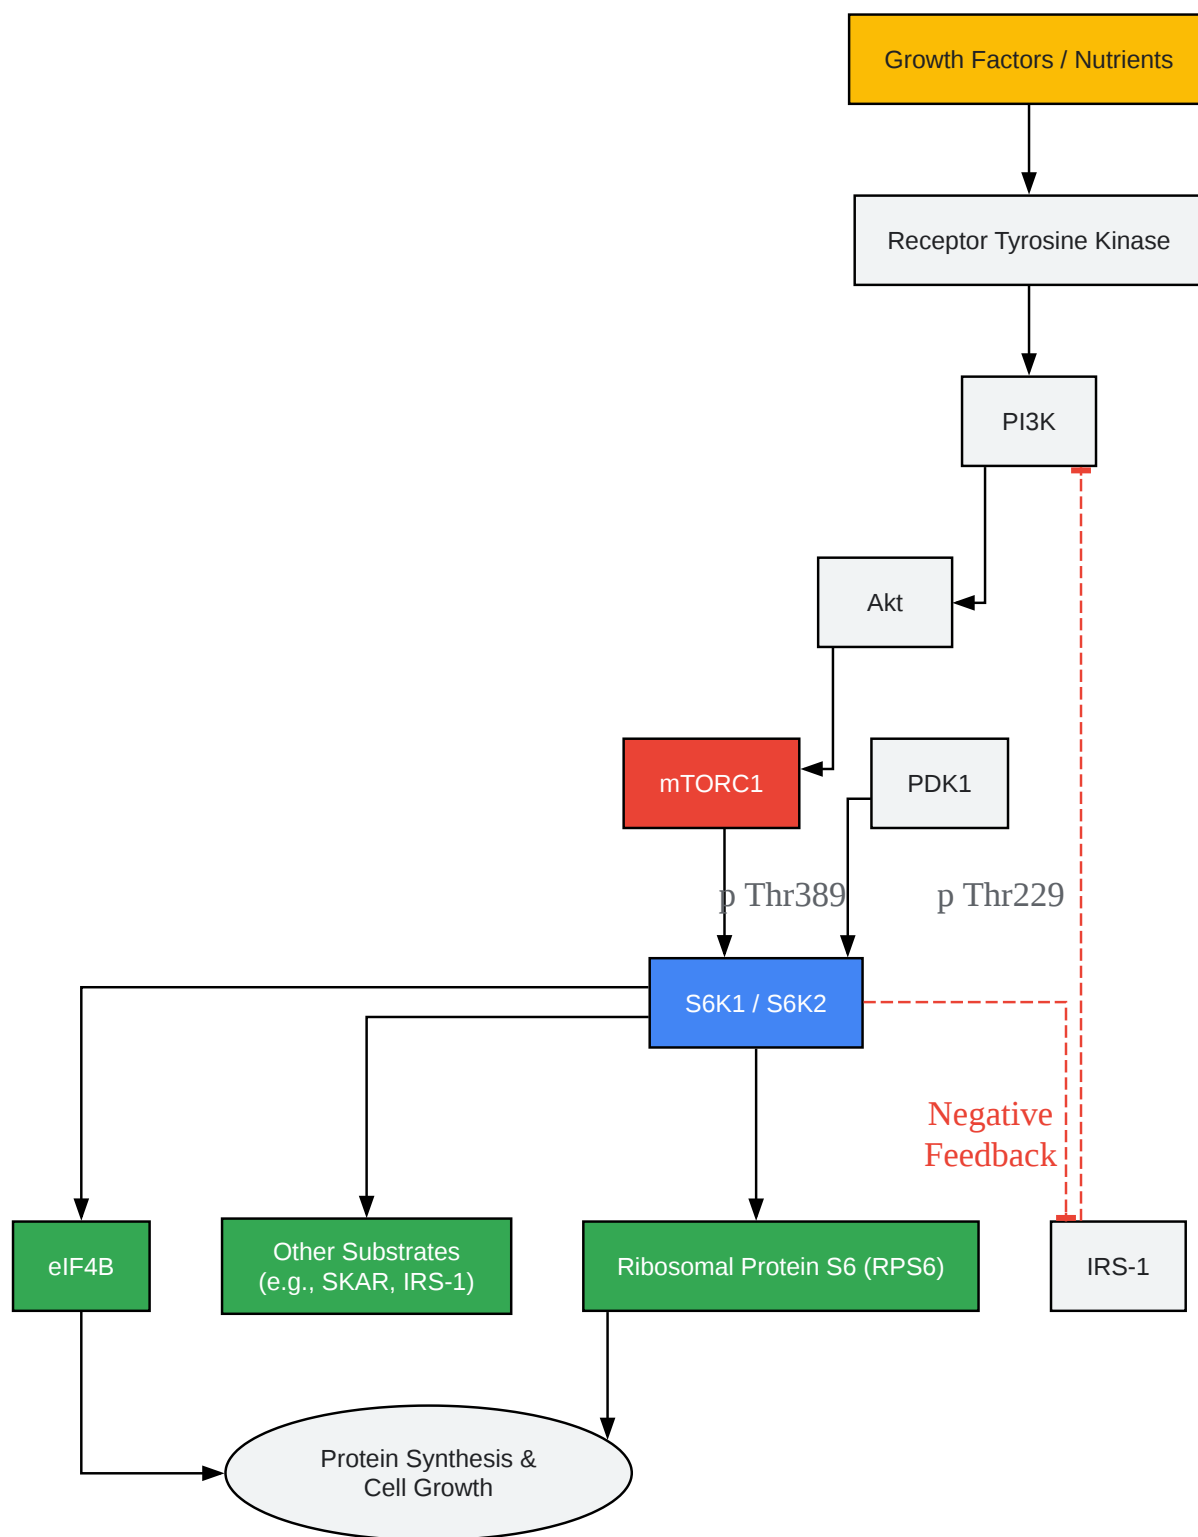 Growth Factors / Nutrients
Receptor Tyrosine Kinase
PI3K
Akt
mTORC1
PDK1
p Thr389
p Thr229
S6K1 / S6K2
Negative
Feedback
eIF4B
Other Substrates
(e.g., SKAR, IRS-1)
Ribosomal Protein S6 (RPS6)
IRS-1
Protein Synthesis &
Cell Growth